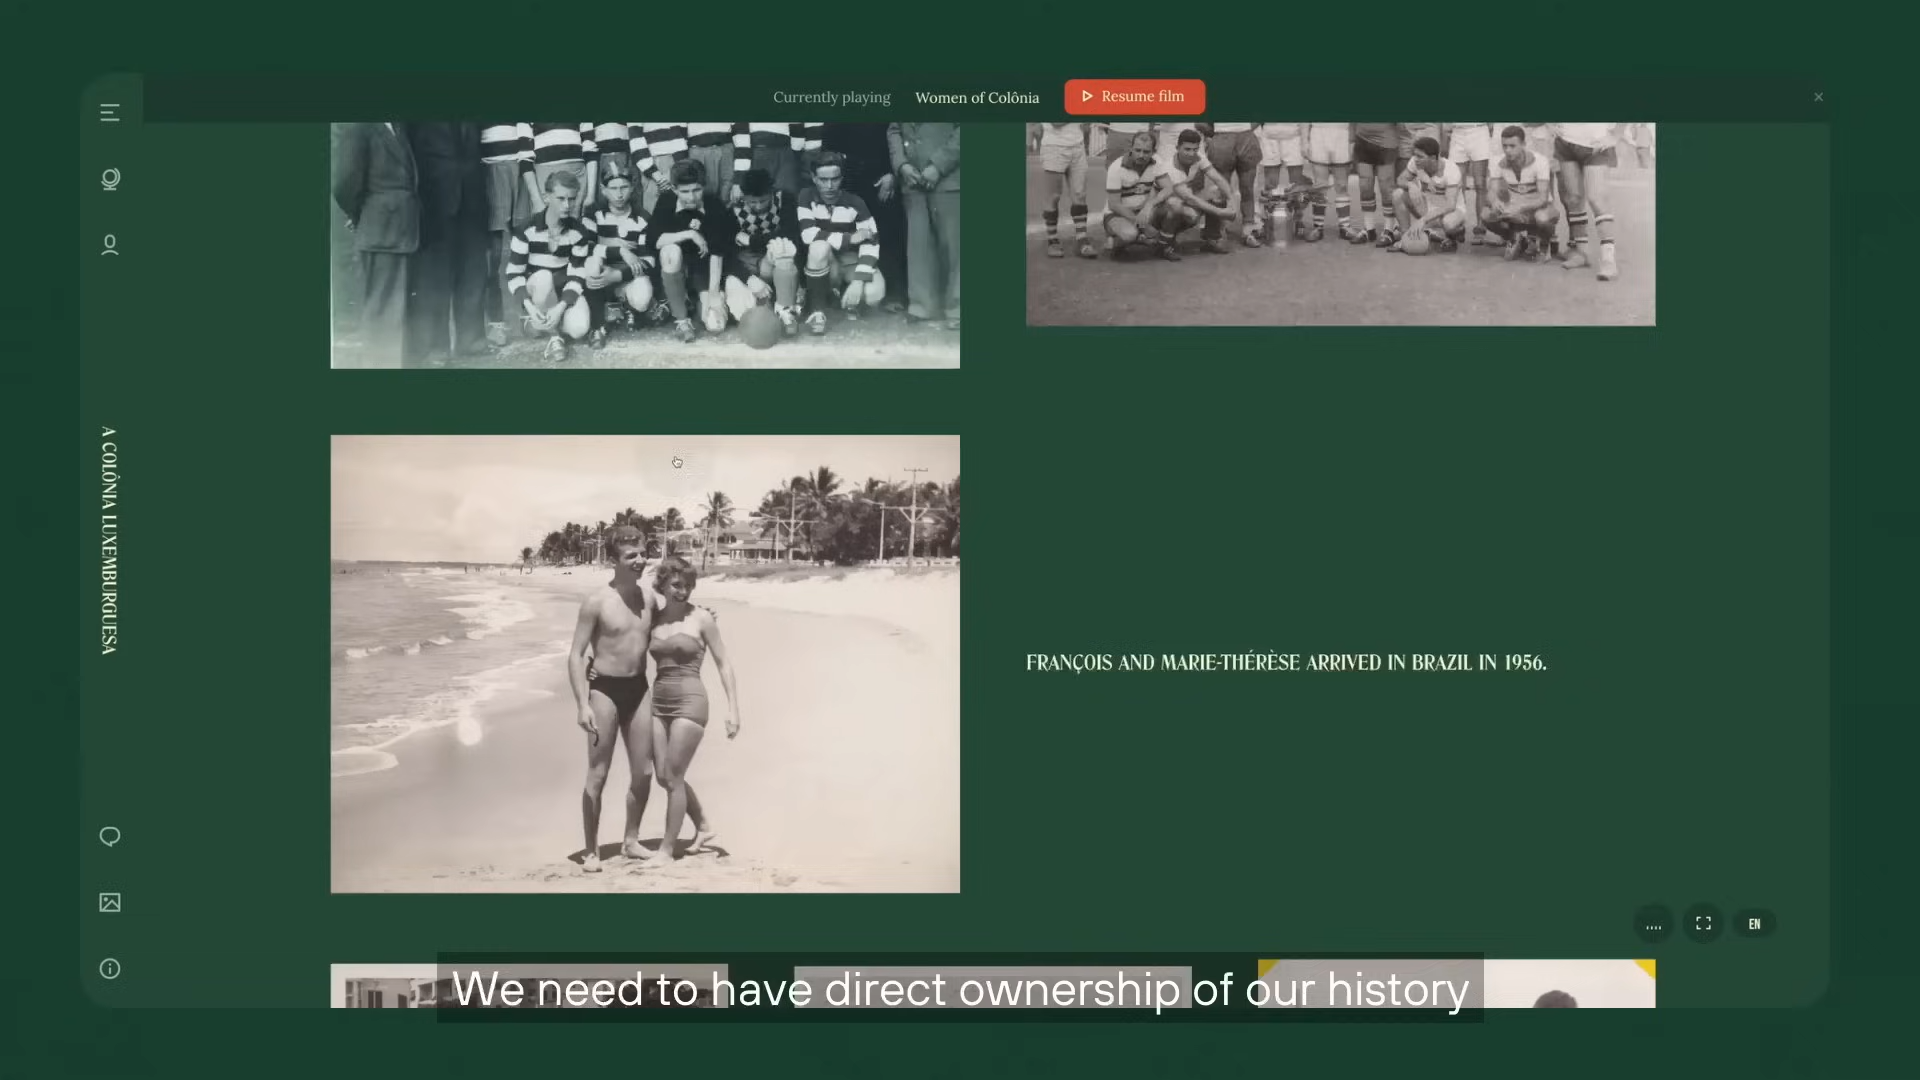 Currently playing Women of Colônia Resume film
A COLÔNIA LUXEMBURGUESA
FRANÇOIS AND MARIE-THÉRÈSE ARRIVED IN BRAZIL IN 1956.
EN
We need to have direct ownership of our history